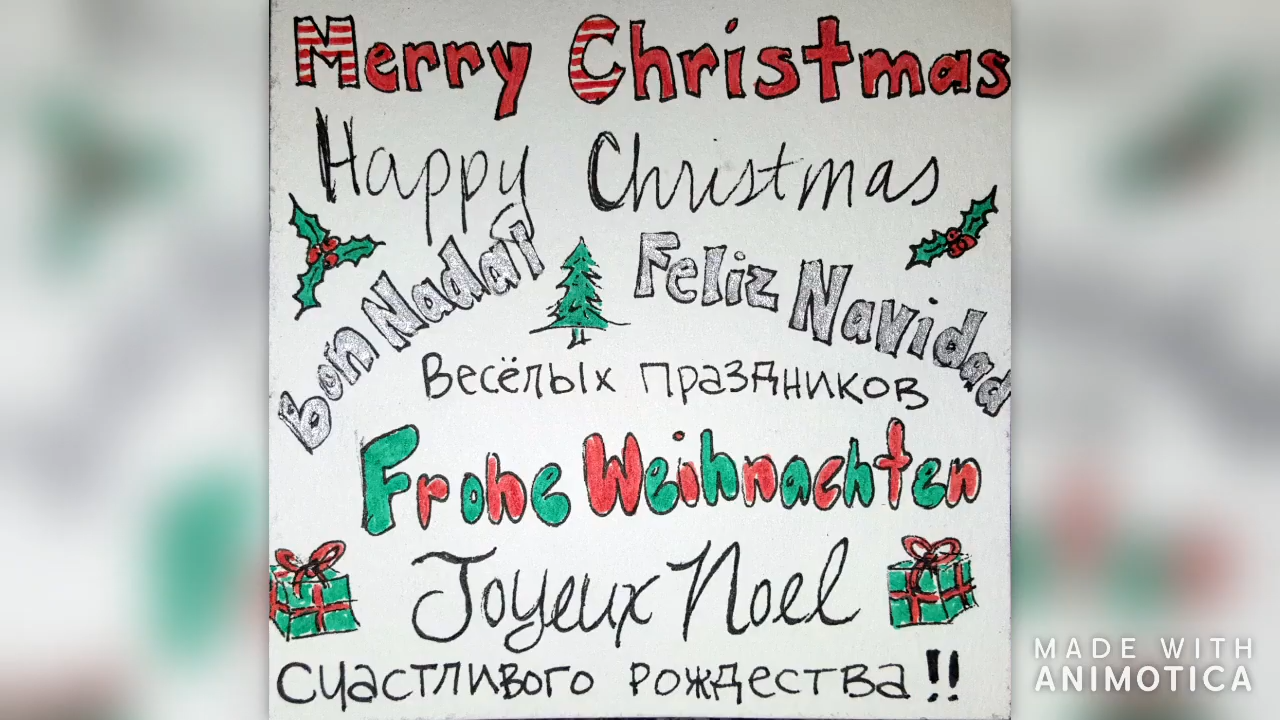 Merry Christmas
Happy Christmas
Bon Nadal
Feliz Navidad
Весёлых праздников
Frohe Weihnachten
Joyeux Noel
счастливого рождества!!
MADE WITH
ANIMOTICA